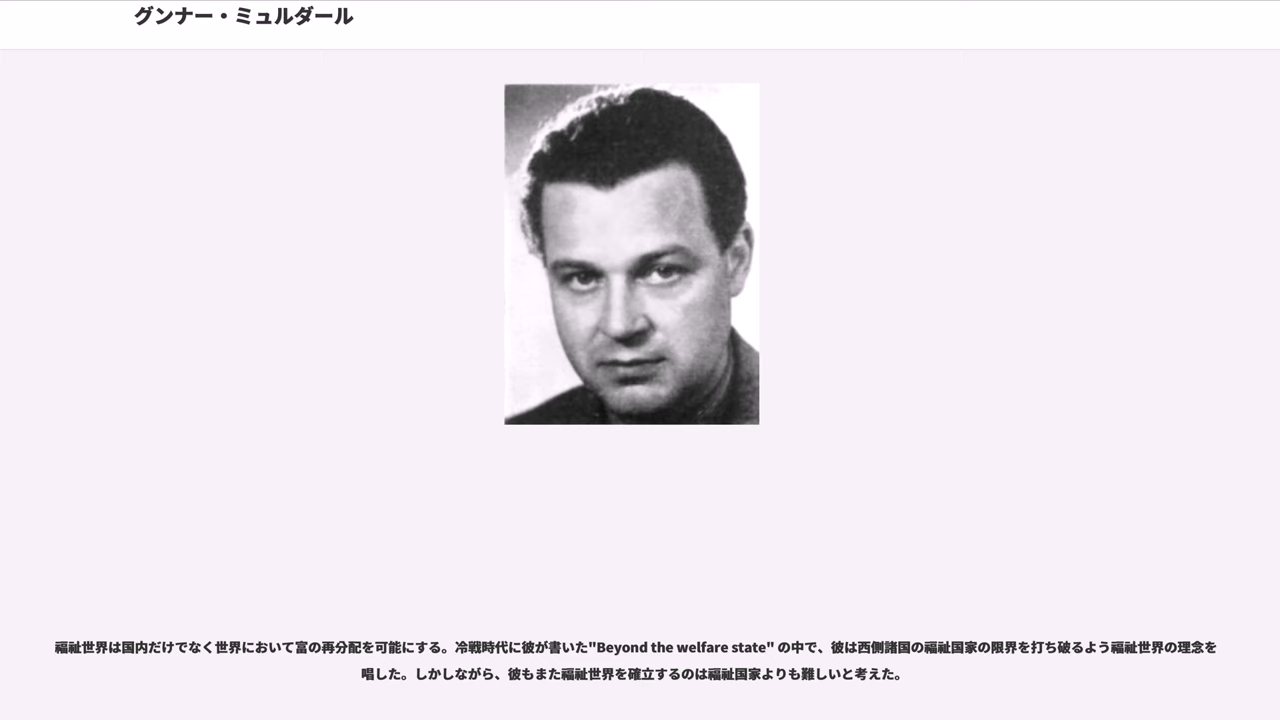 グンナー・ミュルダール
福祉世界は国内だけでなく世界において富の再分配を可能にする。冷戦時代に彼が書いた"Beyond the welfare state" の中で、彼は西側諸国の福祉国家の限界を打ち破るよう福祉世界の理念を
唱した。しかしながら、彼もまた福祉世界を確立するのは福祉国家よりも難しいと考えた。